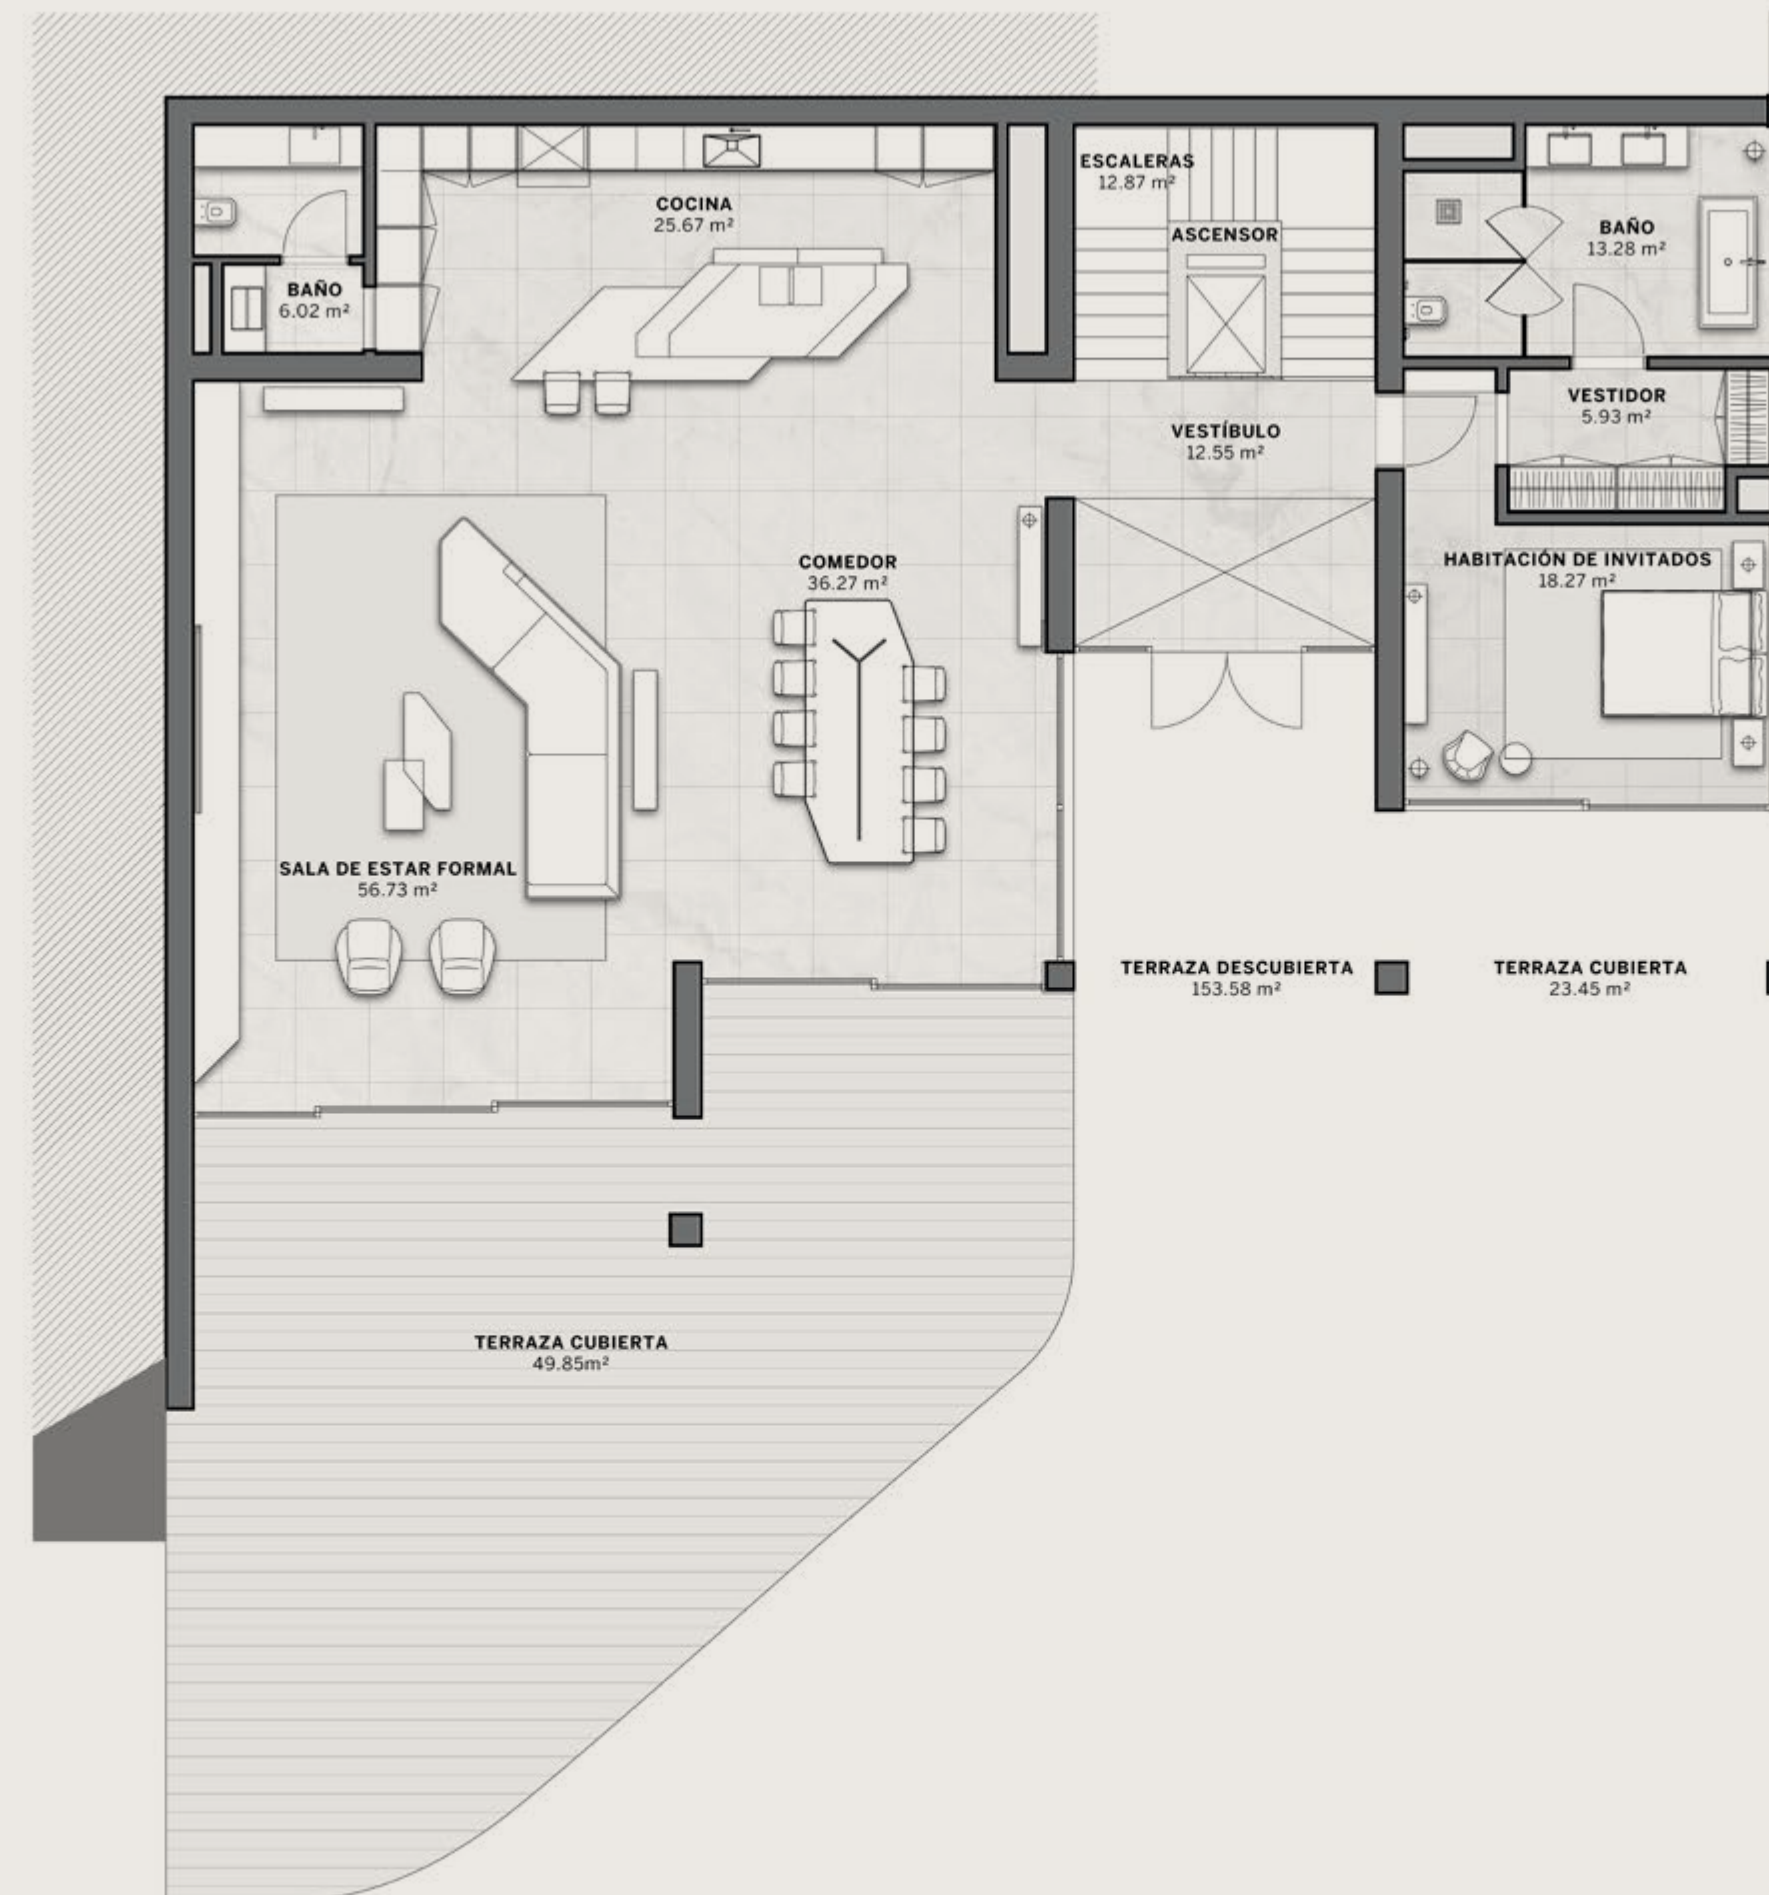 ESCALERAS
12.87 m²
COCINA
25.67 m²
ASCENSOR
BAÑO
13.28 m²
BAÑO
6.02 m²
VESTIDOR
5.93 m²
VESTÍBULO
12.55 m²
COMEDOR
36.27 m²
HABITACIÓN DE INVITADOS
18.27 m²
SALA DE ESTAR FORMAL
56.73 m²
TERRAZA DESCUBIERTA
153.58 m²
TERRAZA CUBIERTA
23.45 m²
TERRAZA CUBIERTA
49.85m²